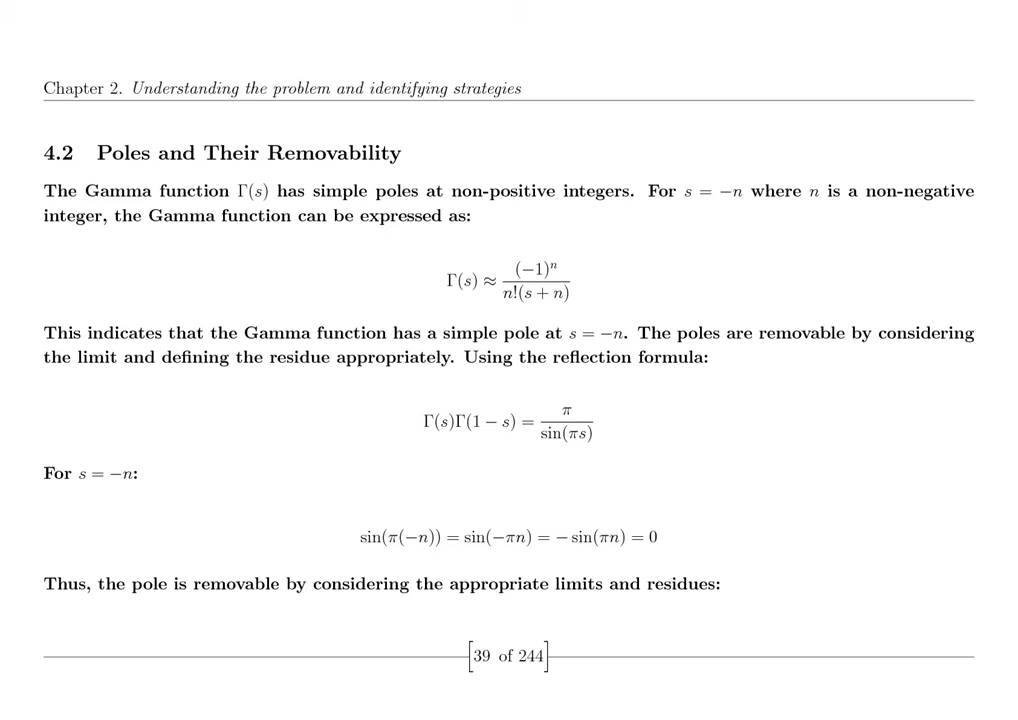 Chapter 2. Understanding the problem and identifying strategies
4.2 Poles and Their Removability
The Gamma function Γ(s) has simple poles at non-positive integers. For s = −n where n is a non-negative
integer, the Gamma function can be expressed as:
Γ(s) ≈ (−1)ⁿ / n!(s + n)
This indicates that the Gamma function has a simple pole at s = −n. The poles are removable by considering
the limit and defining the residue appropriately. Using the reflection formula:
Γ(s)Γ(1 − s) = π / sin(πs)
For s = −n:
sin(π(−n)) = sin(−πn) = − sin(πn) = 0
Thus, the pole is removable by considering the appropriate limits and residues:
[39 of 244]